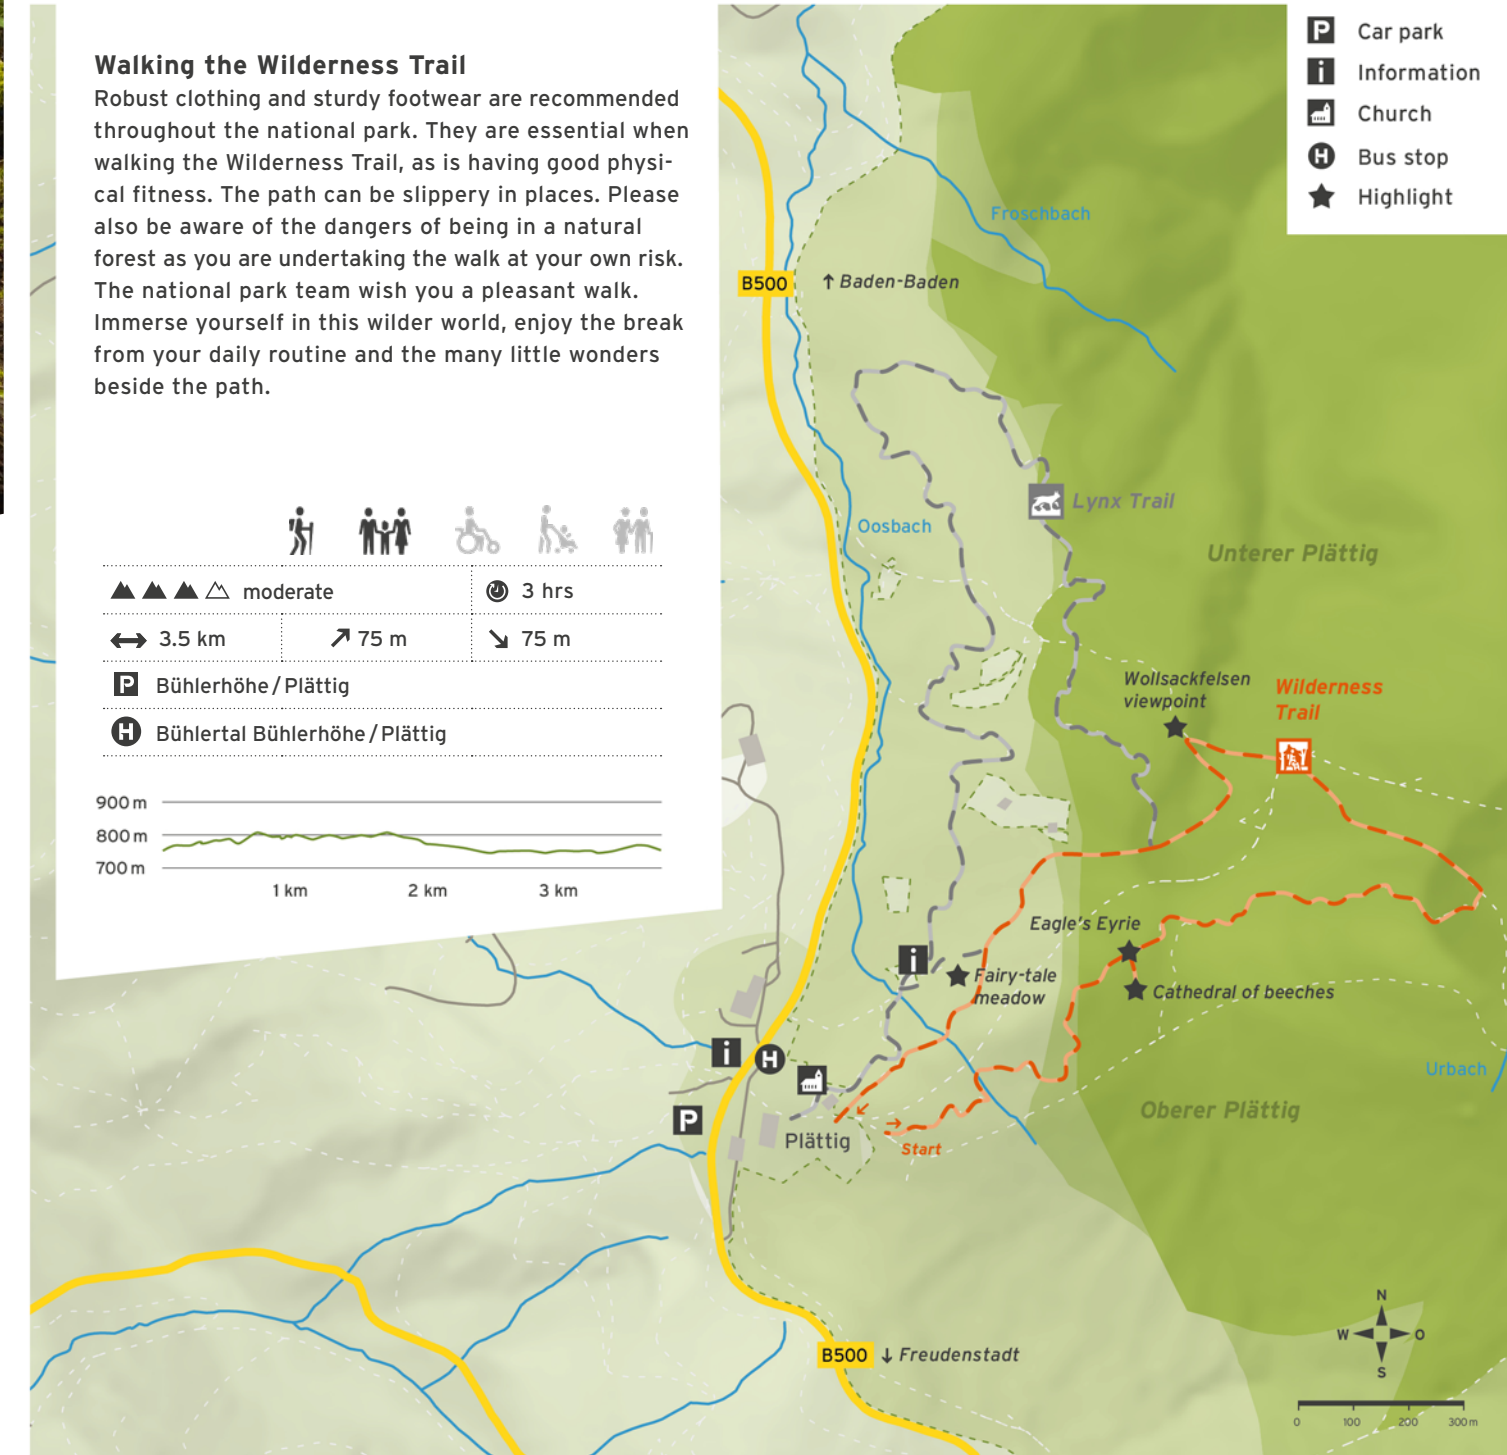 Walking the Wilderness Trail
Robust clothing and sturdy footwear are recommended
throughout the national park. They are essential when
walking the Wilderness Trail, as is having good physi-
cal fitness. The path can be slippery in places. Please
also be aware of the dangers of being in a natural
forest as you are undertaking the walk at your own risk.
The national park team wish you a pleasant walk.
Immerse yourself in this wilder world, enjoy the break
from your daily routine and the many little wonders
beside the path.
moderate
3 hrs
3.5 km
75 m
75 m
P Bühlerhöhe / Plättig
H Bühlertal Bühlerhöhe / Plättig
900 m
800 m
700 m
1 km
2 km
3 km
P Car park
i Information
Church
H Bus stop
Highlight
Froschbach
B500
↑ Baden-Baden
Lynx Trail
Oosbach
Unterer Plättig
Wollsackfelsen
viewpoint
Wilderness
Trail
Eagle's Eyrie
i
Fairy-tale
meadow
Cathedral of beeches
i
H
P
Urbach
Oberer Plättig
Plättig
Start
B500
↓ Freudenstadt
N
W
O
S
0
100
200
300 m